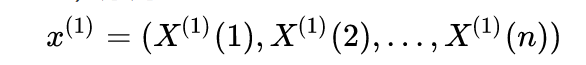 x^{(1)} = (X^{(1)}(1), X^{(1)}(2), \ldots, X^{(1)}(n))